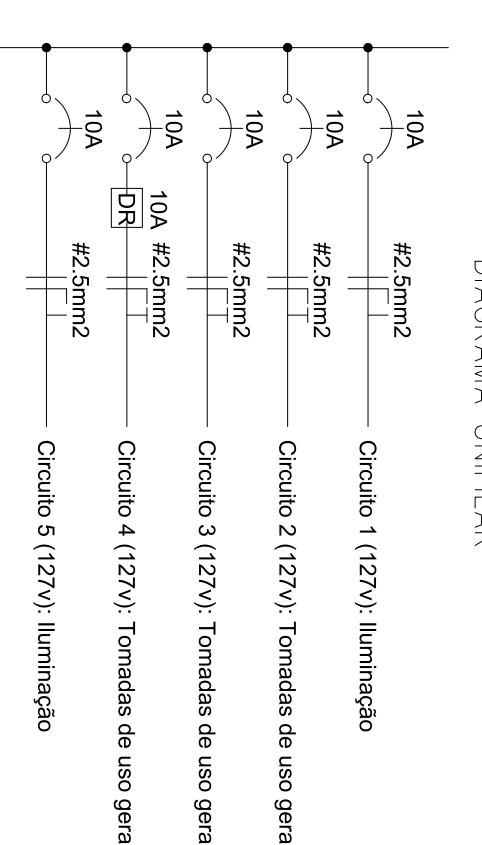 DIAGRAMA UNIFILAR
10A
#2.5mm2
Circuito 1 (127v): Iluminação
10A
#2.5mm2
Circuito 2 (127v): Tomadas de uso gera
10A
#2.5mm2
Circuito 3 (127v): Tomadas de uso gera
10A
10A
DR
#2.5mm2
Circuito 4 (127v): Tomadas de uso gera
10A
#2.5mm2
Circuito 5 (127v): Iluminação